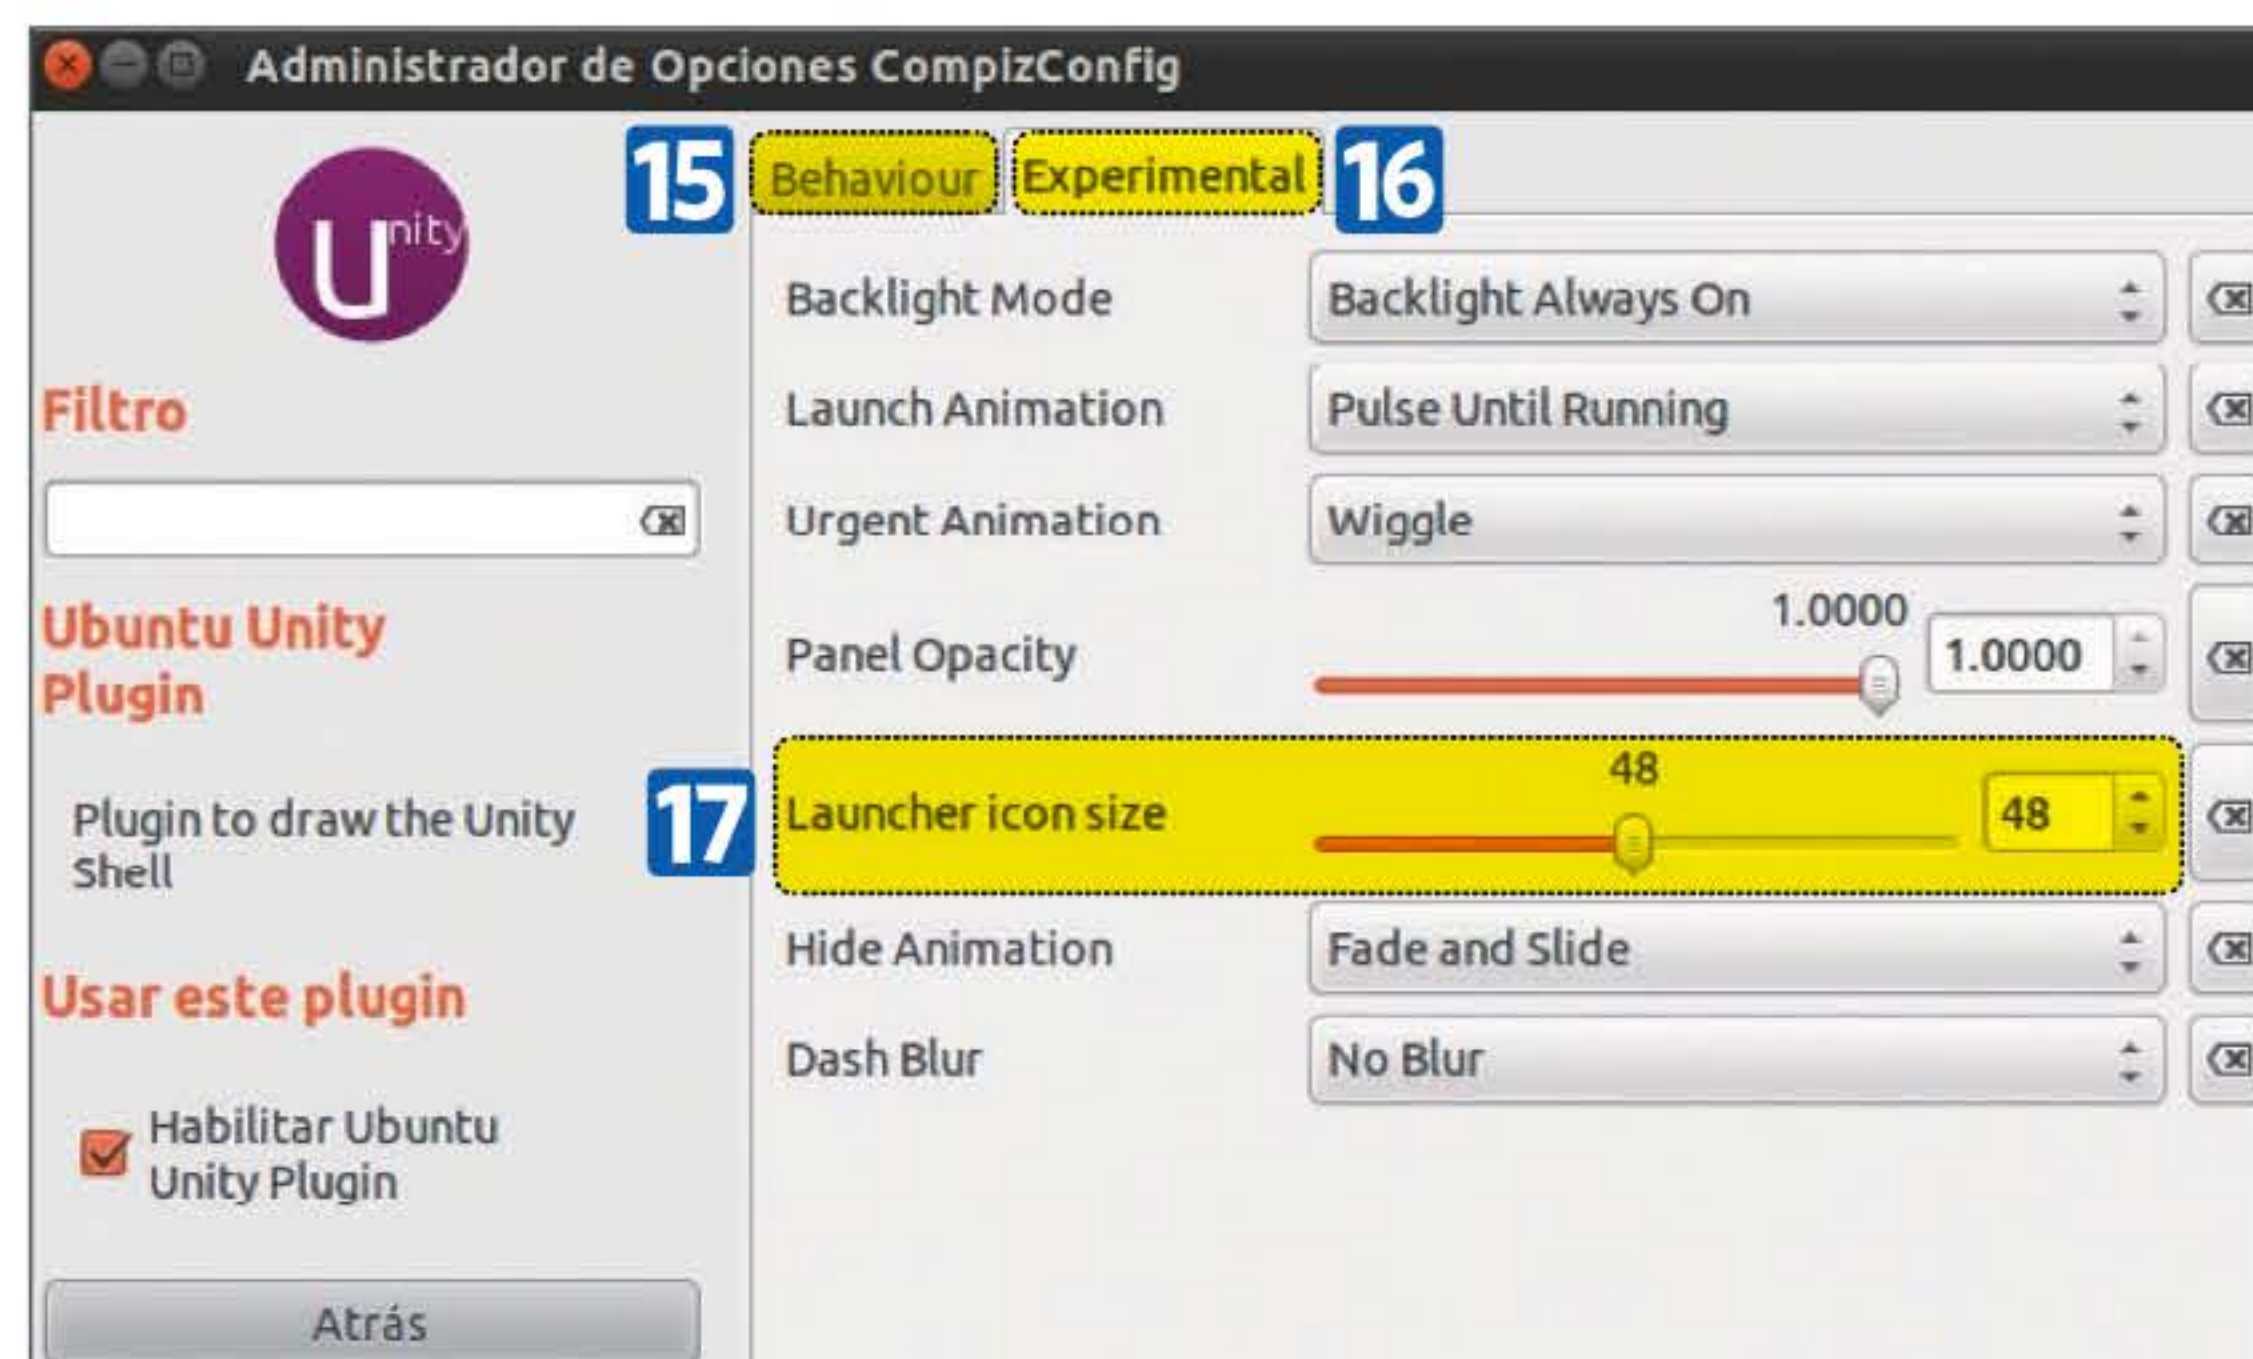 Administrador de Opciones CompizConfig
Unity
15 Behaviour Experimental 16
Filtro
Ubuntu Unity
Plugin
Plugin to draw the Unity
Shell
Usar este plugin
Habilitar Ubuntu
Unity Plugin
Atrás
Backlight Mode Backlight Always On
Launch Animation Pulse Until Running
Urgent Animation Wiggle
1.0000
Panel Opacity 1.0000
48
17 Launcher icon size 48
Hide Animation Fade and Slide
Dash Blur No Blur